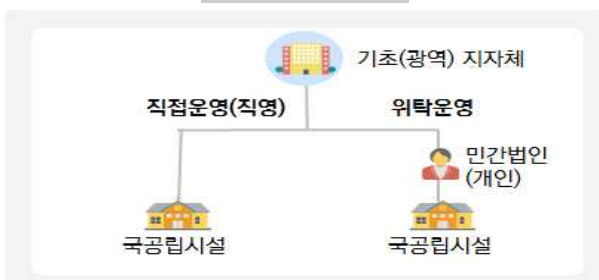 기초(광역) 지자체
직접운영(직영) 위탁운영
민간법인
(개인)
국공립시설 국공립시설